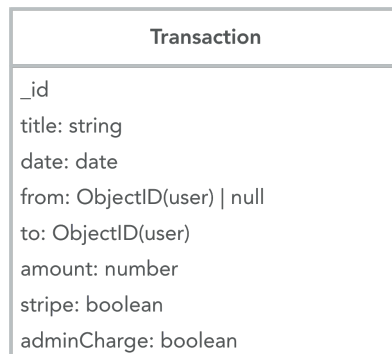 Transaction
_id
title: string
date: date
from: ObjectID(user) | null
to: ObjectID(user)
amount: number
stripe: boolean
adminCharge: boolean